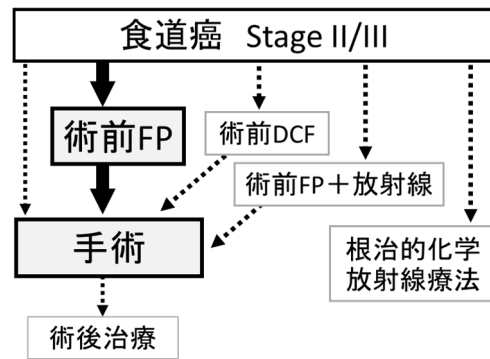 食道癌 Stage II/III
術前FP
術前DCF
術前FP+放射線
手術
根治的化学
放射線療法
術後治療